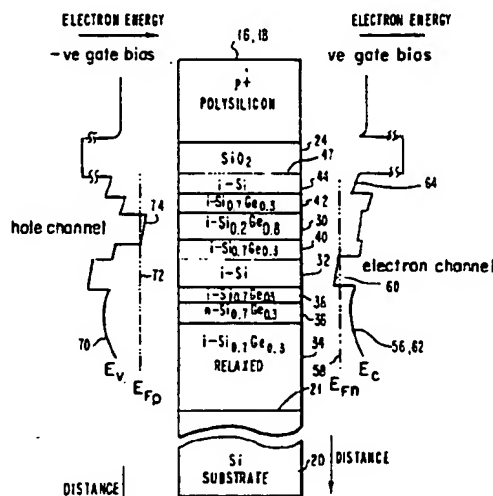 ELECTRON ENERGY
-ve gate bias
16,18
ELECTRON ENERGY
ve gate bias
p+
POLYSILICON
24
SiO2
47
i-Si
44
64
i-Si0.7Ge0.3
42
74
hole channel
i-Si0.2Ge0.8
30
i-Si0.7Ge0.3
40
72
i-Si
32
electron channel
60
i-Si0.7Ge0.3
38
n-Si0.7Ge0.3
36
70
i-Si0.7Ge0.3
RELAXED
34
56,62
58
Ev
EFp
EFn
Ec
21
Si
SUBSTRATE
20
DISTANCE
DISTANCE